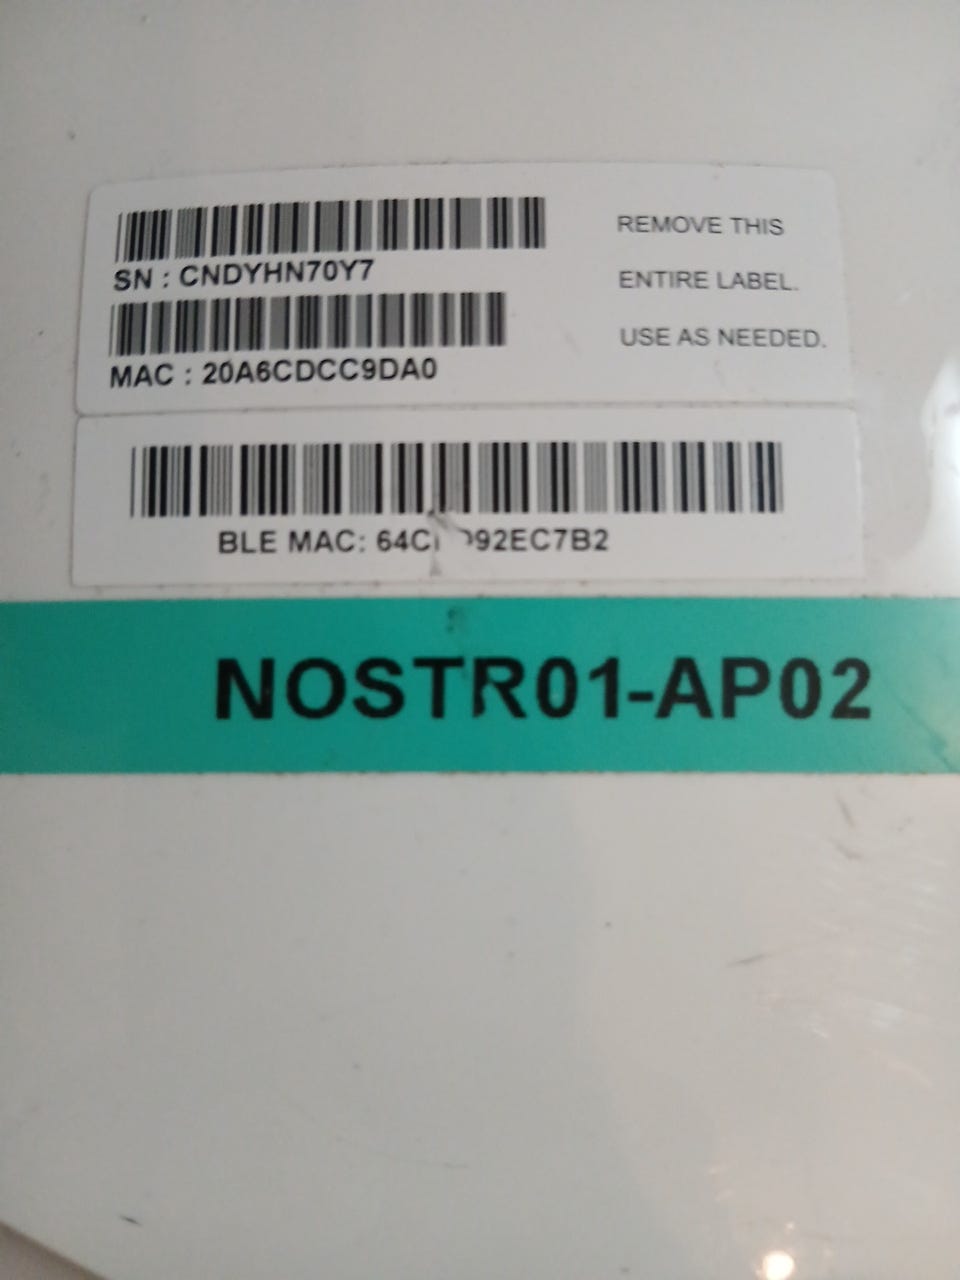 SN : CNDYHN70Y7
MAC : 20A6CDCC9DA0
REMOVE THIS
ENTIRE LABEL.
USE AS NEEDED.
BLE MAC:
NOSTR01-AP02